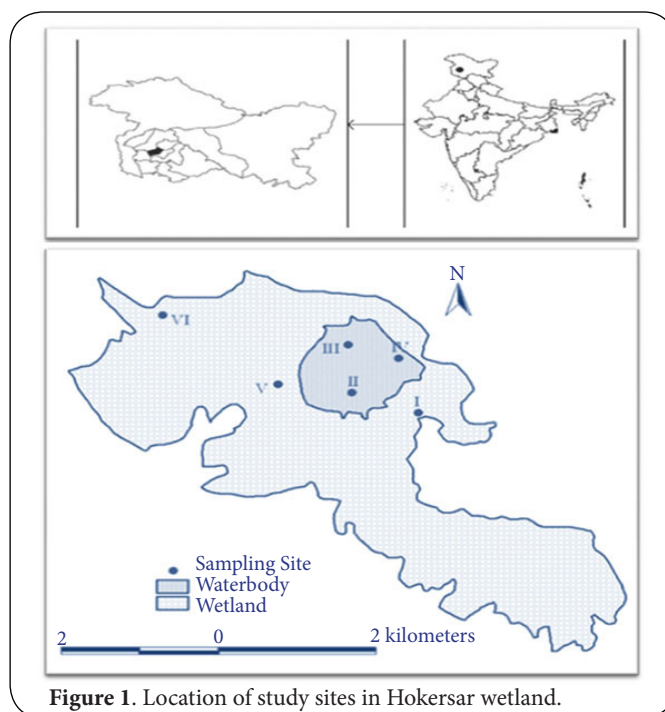 N
VI
III
IV
V
II
I
Sampling Site
Waterbody
Wetland
2 0 2 kilometers
Figure 1. Location of study sites in Hokersar wetland.